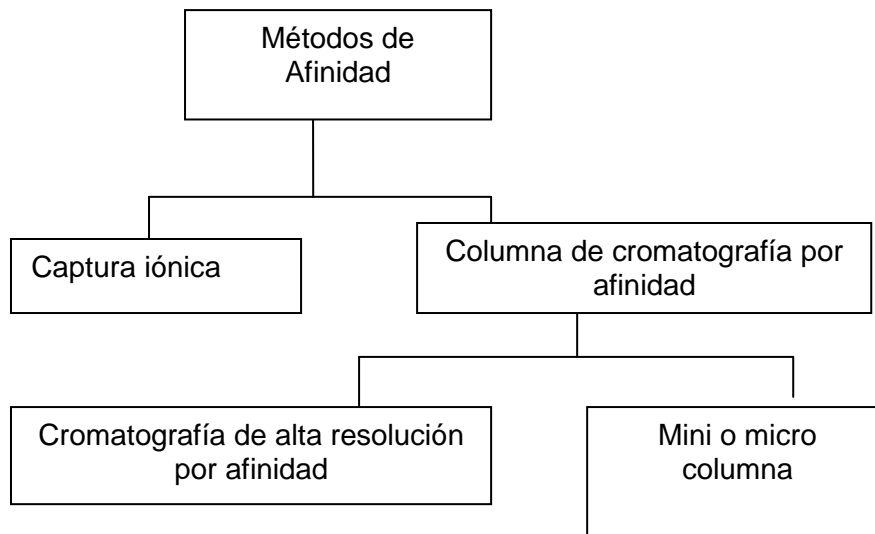 Métodos de
Afinidad
Captura iónica
Columna de cromatografía por
afinidad
Cromatografía de alta resolución
por afinidad
Mini o micro
columna